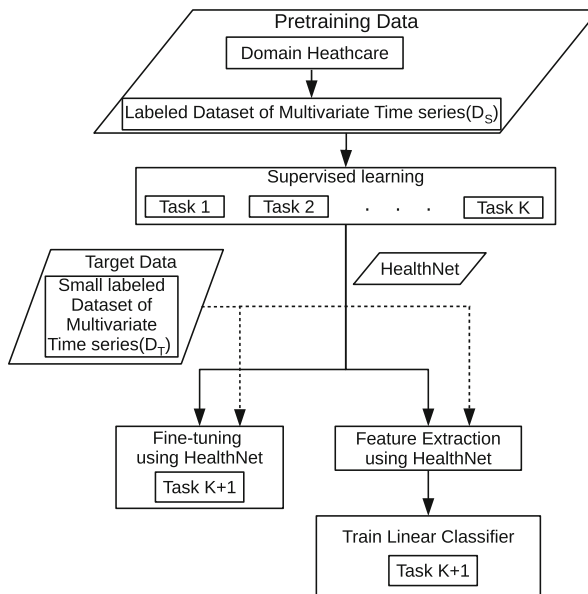 Pretraining Data
Domain Heathcare
Labeled Dataset of Multivariate Time series(D_S)
Supervised learning
Task 1 Task 2 . . . Task K
HealthNet
Target Data
Small labeled
Dataset of
Multivariate
Time series(D_T)
Fine-tuning
using HealthNet
Task K+1
Feature Extraction
using HealthNet
Train Linear Classifier
Task K+1